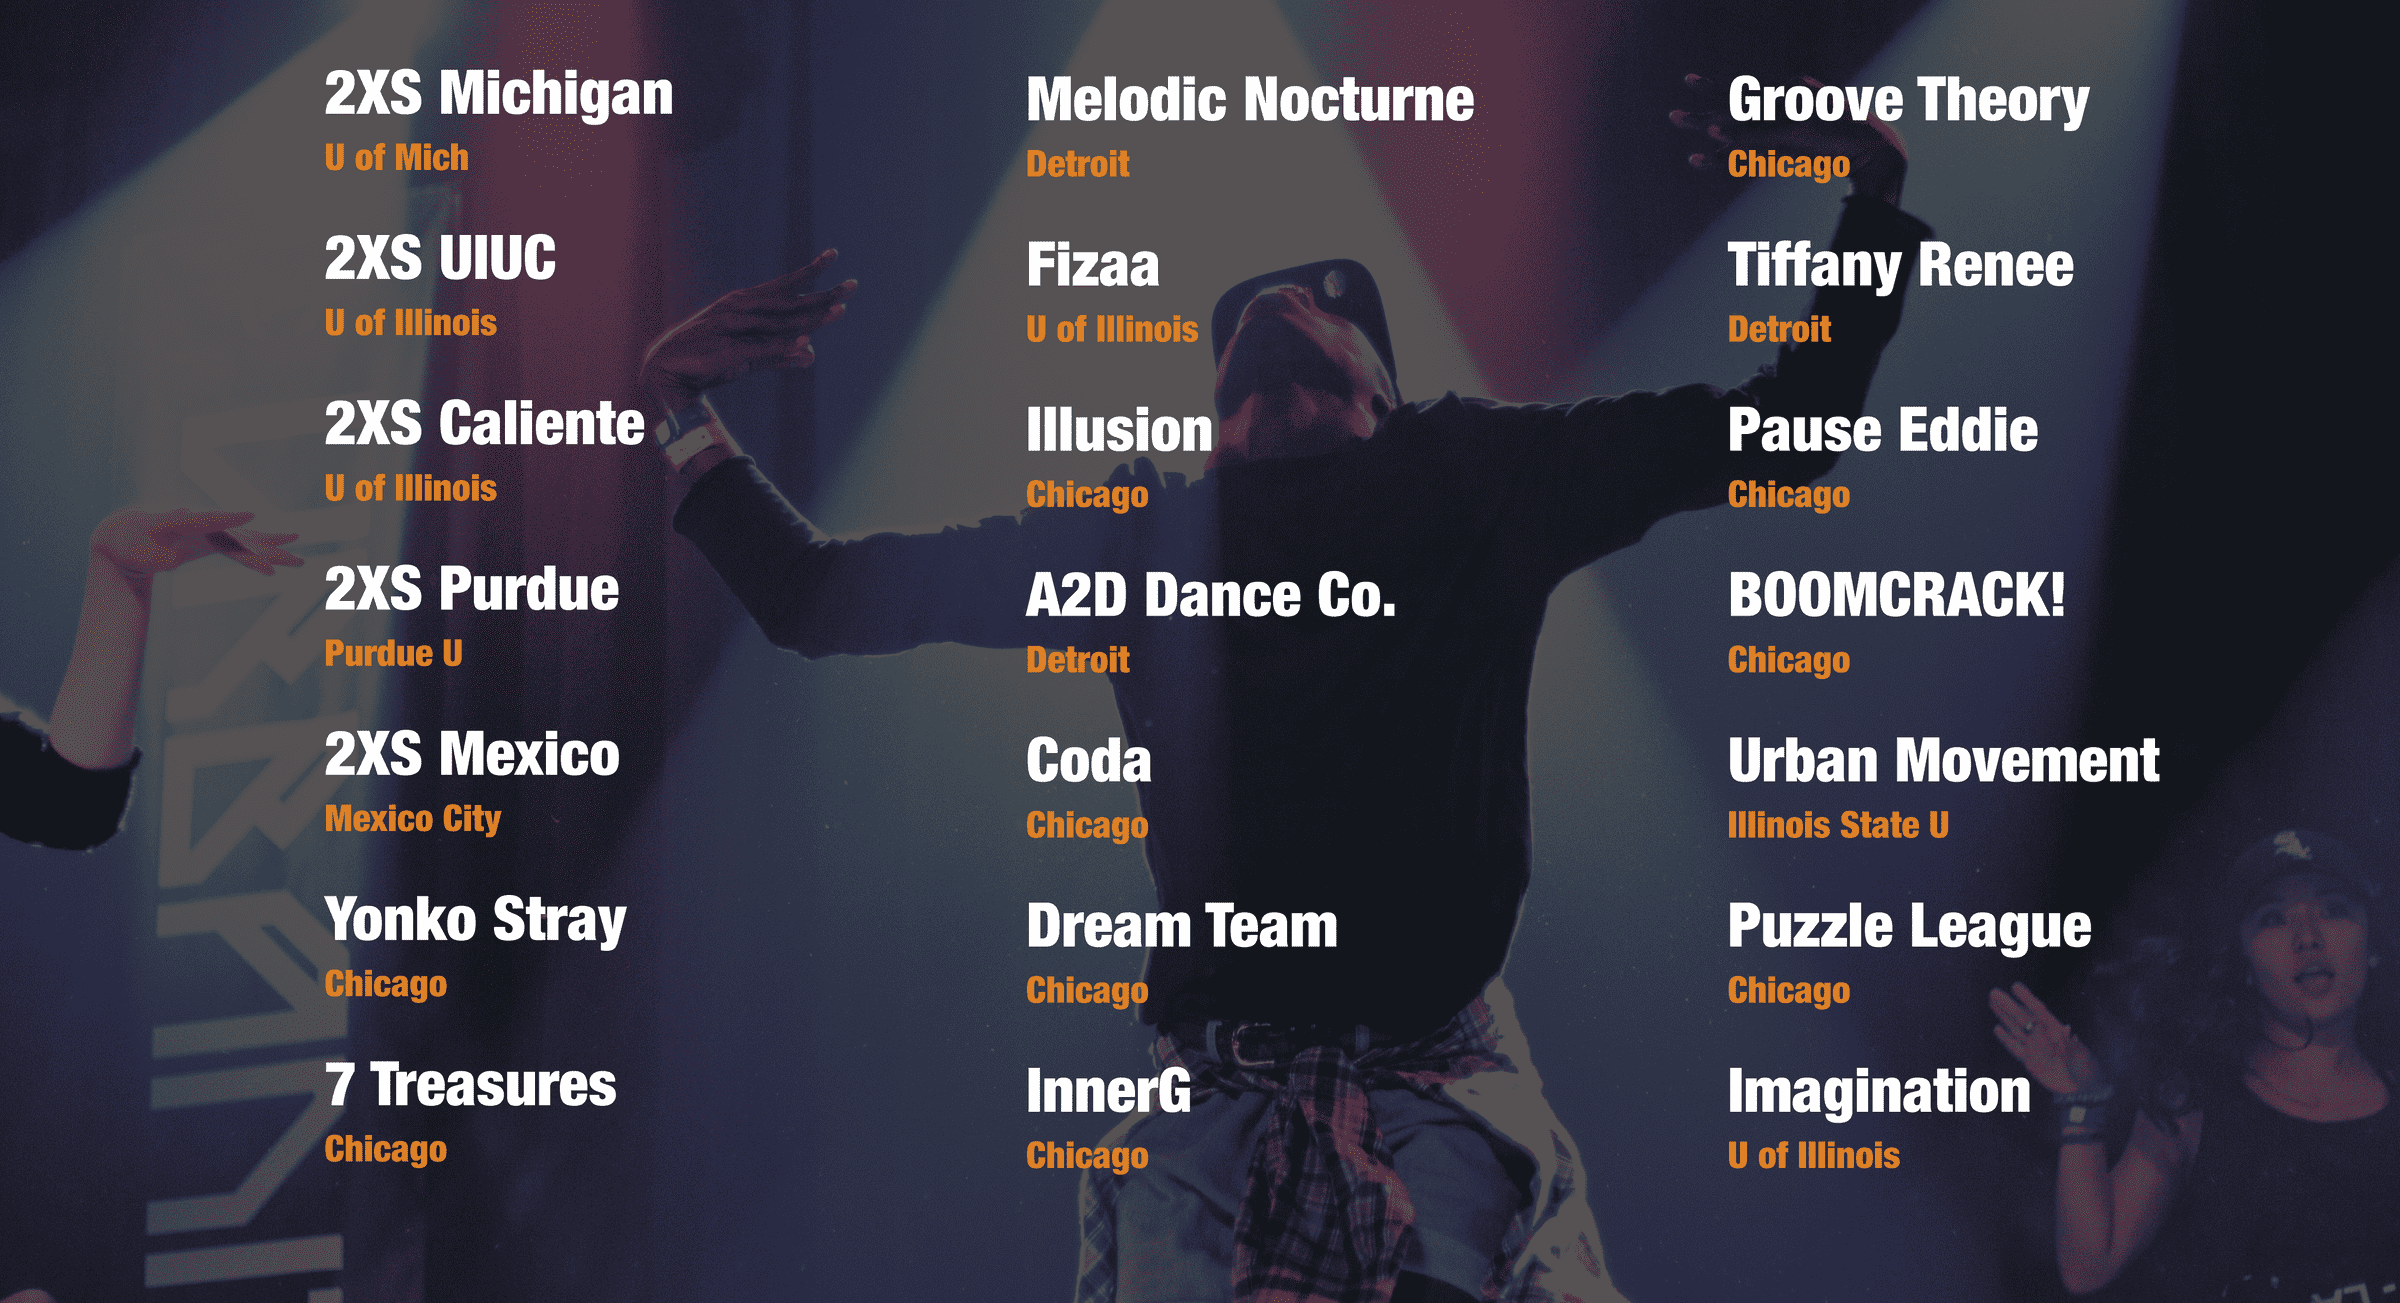 2XS Michigan
U of Mich
2XS UIUC
U of Illinois
2XS Caliente
U of Illinois
2XS Purdue
Purdue U
2XS Mexico
Mexico City
Yonko Stray
Chicago
7 Treasures
Chicago
Melodic Nocturne
Detroit
Fizaa
U of Illinois
Illusion
Chicago
A2D Dance Co.
Detroit
Coda
Chicago
Dream Team
Chicago
InnerG
Chicago
Groove Theory
Chicago
Tiffany Renee
Detroit
Pause Eddie
Chicago
BOOMCRACK!
Chicago
Urban Movement
Illinois State U
Puzzle League
Chicago
Imagination
U of Illinois